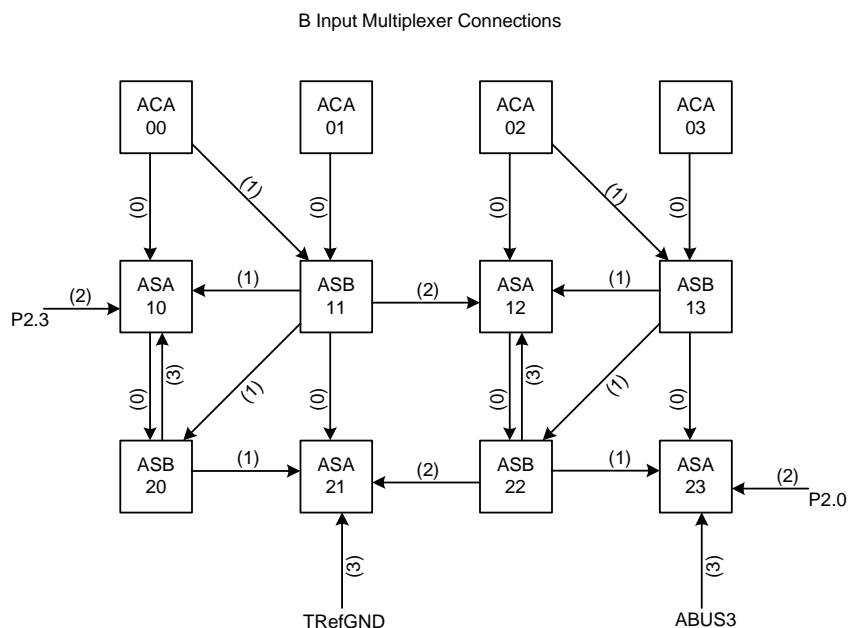 B Input Multiplexer Connections
ACA
00
ACA
01
ACA
02
ACA
03
(0)
(1)
(0)
(0)
(1)
(0)
ASA
10
(1)
ASB
11
(2)
ASA
12
(1)
ASB
13
(2)
P2.3
(0)
(3)
(1)
(0)
(0)
(3)
(1)
(0)
ASB
20
(1)
ASA
21
(2)
ASB
22
(1)
ASA
23
(2)
P2.0
(3)
(3)
TRefGND
ABUS3